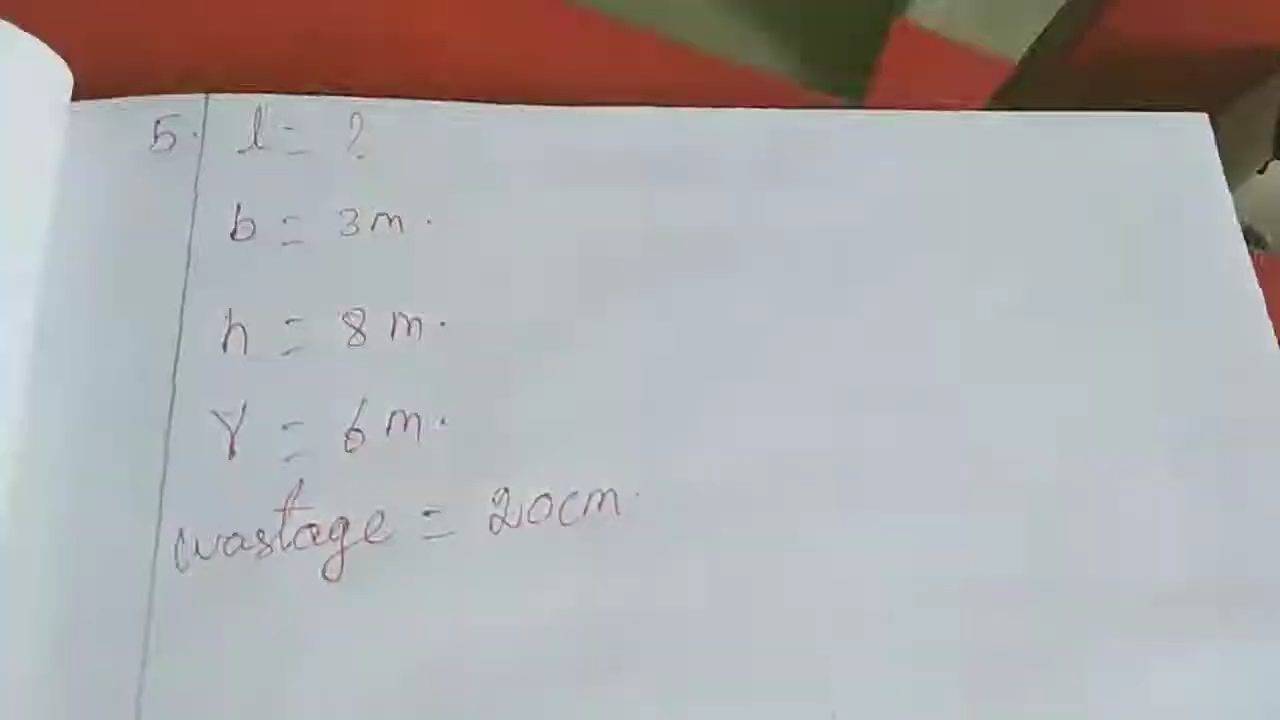 5. l = ?
b = 3m.
h = 8m.
r = 6m.
wastage = 20cm.